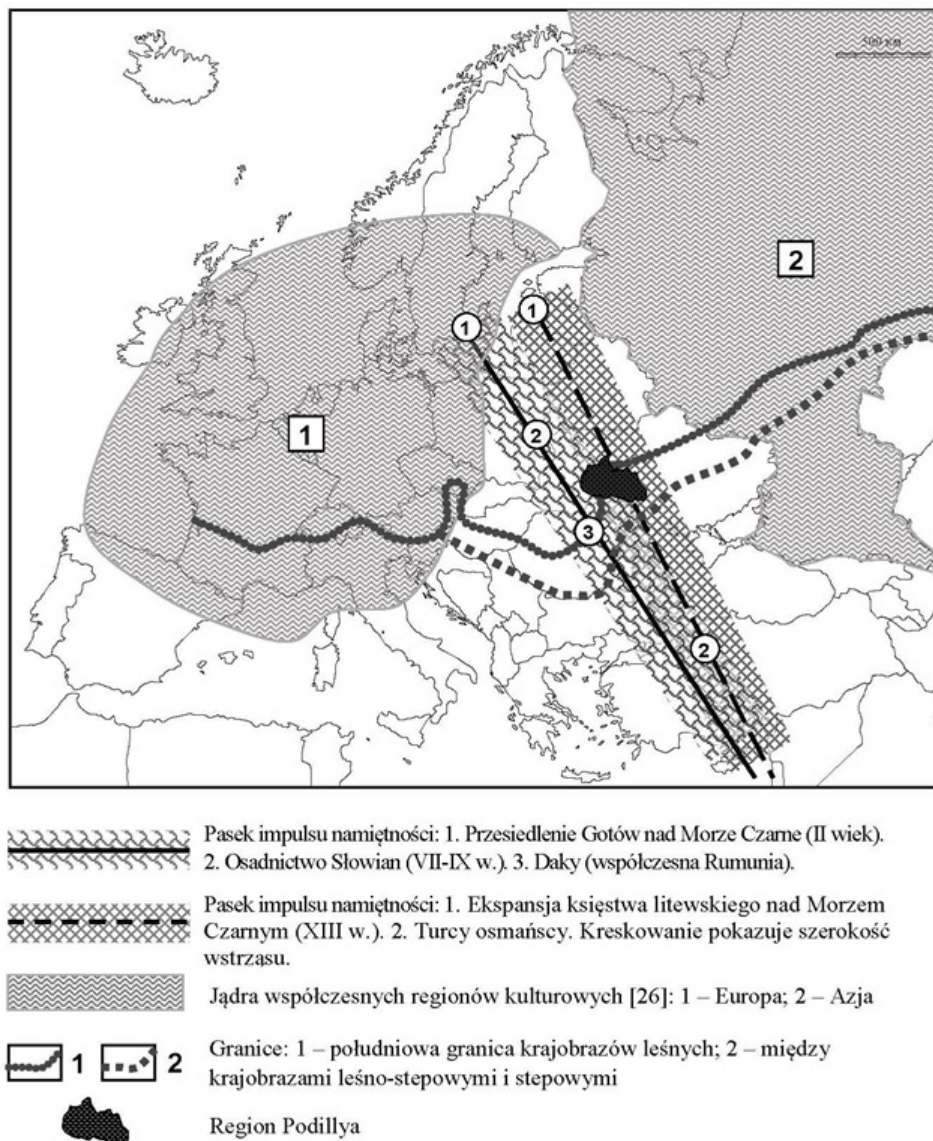 500 км
2
1
1
1
2
3
2
Pasek impulsu namiętności: 1. Przesiedlenie Gotów nad Morze Czarne (II wiek).
2. Osadnictwo Słowian (VII-IX w.). 3. Daky (współczesna Rumunia).
Pasek impulsu namiętności: 1. Ekspansja księstwa litewskiego nad Morzem
Czarnym (XIII w.). 2. Turcy osmańscy. Kreskowanie pokazuje szerokość
wstrząsu.
Jądra współczesnych regionów kulturowych [26]: 1 – Europa; 2 – Azja
1 2 Granice: 1 – południowa granica krajobrazów leśnych; 2 – między
krajobrazami leśno-stepowymi i stepowymi
Region Podillya